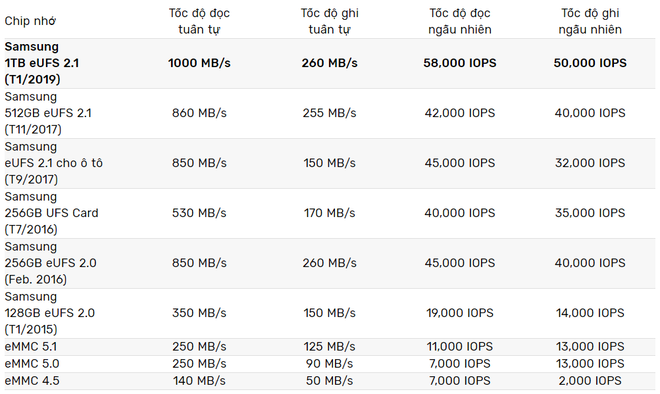 Chip nhớ Tốc độ đọc tuần tự Tốc độ ghi tuần tự Tốc độ đọc ngẫu nhiên Tốc độ ghi ngẫu nhiên
Samsung
1TB eUFS 2.1 1000 MB/s 260 MB/s 58,000 IOPS 50,000 IOPS
(T1/2019)
Samsung
512GB eUFS 2.1 860 MB/s 255 MB/s 42,000 IOPS 40,000 IOPS
(T11/2017)
Samsung
eUFS 2.1 cho ô tô 850 MB/s 150 MB/s 45,000 IOPS 32,000 IOPS
(T9/2017)
Samsung
256GB UFS Card 530 MB/s 170 MB/s 40,000 IOPS 35,000 IOPS
(T7/2016)
Samsung
256GB eUFS 2.0 850 MB/s 260 MB/s 45,000 IOPS 40,000 IOPS
(Feb. 2016)
Samsung
128GB eUFS 2.0 350 MB/s 150 MB/s 19,000 IOPS 14,000 IOPS
(T1/2015)
eMMC 5.1 250 MB/s 125 MB/s 11,000 IOPS 13,000 IOPS
eMMC 5.0 250 MB/s 90 MB/s 7,000 IOPS 13,000 IOPS
eMMC 4.5 140 MB/s 50 MB/s 7,000 IOPS 2,000 IOPS